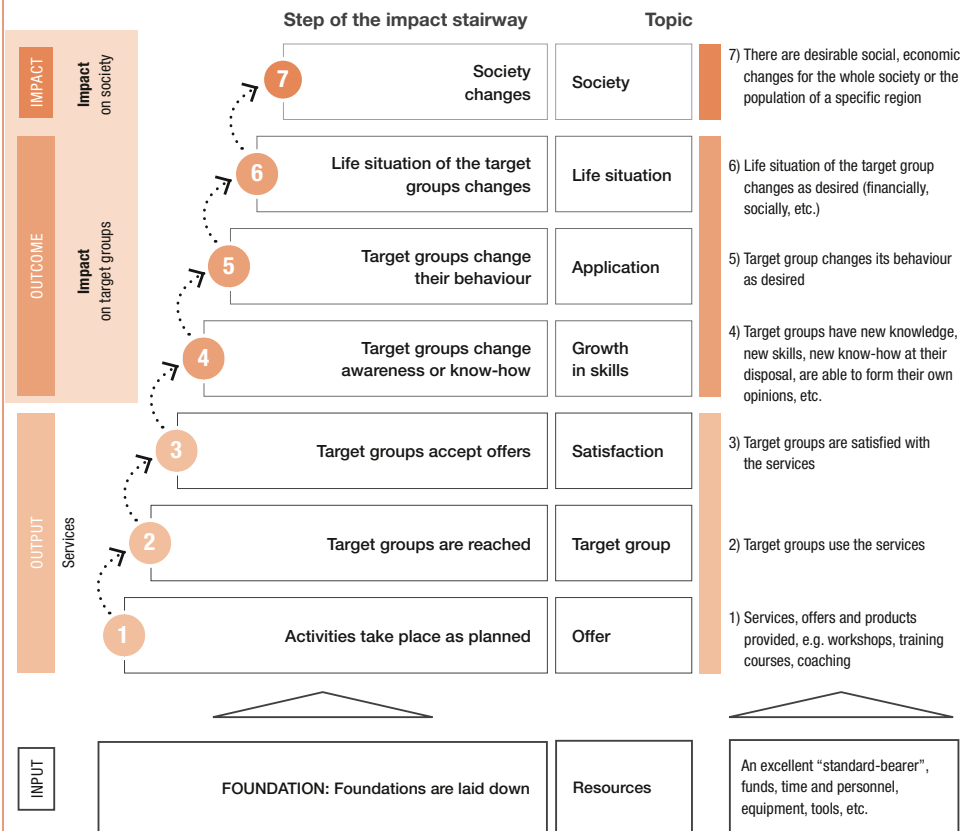 Step of the impact stairway
Topic
IMPACT
Impact
on society
7
Society
changes
Society
7) There are desirable social, economic
changes for the whole society or the
population of a specific region
OUTCOME
Impact
on target groups
6
Life situation of the target
groups changes
Life situation
6) Life situation of the target group
changes as desired (financially,
socially, etc.)
5
Target groups change
their behaviour
Application
5) Target group changes its behaviour
as desired
4
Target groups change
awareness or know-how
Growth
in skills
4) Target groups have new knowledge,
new skills, new know-how at their
disposal, are able to form their own
opinions, etc.
OUTPUT
Services
3
Target groups accept offers
Satisfaction
3) Target groups are satisfied with
the services
2
Target groups are reached
Target group
2) Target groups use the services
1
Activities take place as planned
Offer
1) Services, offers and products
provided, e.g. workshops, training
courses, coaching
INPUT
FOUNDATION: Foundations are laid down
Resources
An excellent “standard-bearer”,
funds, time and personnel,
equipment, tools, etc.